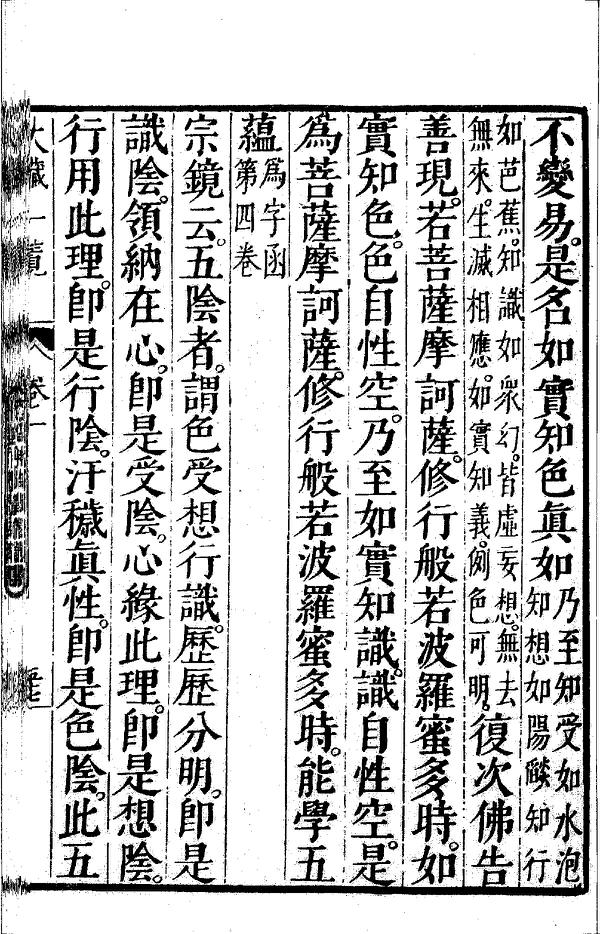 不變易。是名如實知色眞如乃至知受如水泡知想如陽燄知行
如芭蕉。知識如衆幻。皆虛妄想。無去無來。生滅相應。如實知義。例色可明。復次佛告
善現。若菩薩摩訶薩。修行般若波羅蜜多時。如
實知色。色自性空。乃至如實知識。識自性空。是
爲菩薩摩訶薩。修行般若波羅蜜多時。能學五
蘊爲字函第四卷
宗鏡云。五陰者。謂色受想行識。歷歷分明。卽是
識陰。領納在心。卽是受陰。心緣此理。卽是想陰。
行用此理。卽是行陰。汙穢眞性。卽是色陰。此五
大藏一覽 卷一